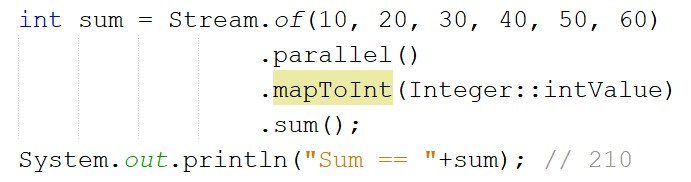 int sum = Stream.of(10, 20, 30, 40, 50, 60)
.parallel()
.mapToInt(Integer::intValue)
.sum();
System.out.println("Sum == "+sum); // 210